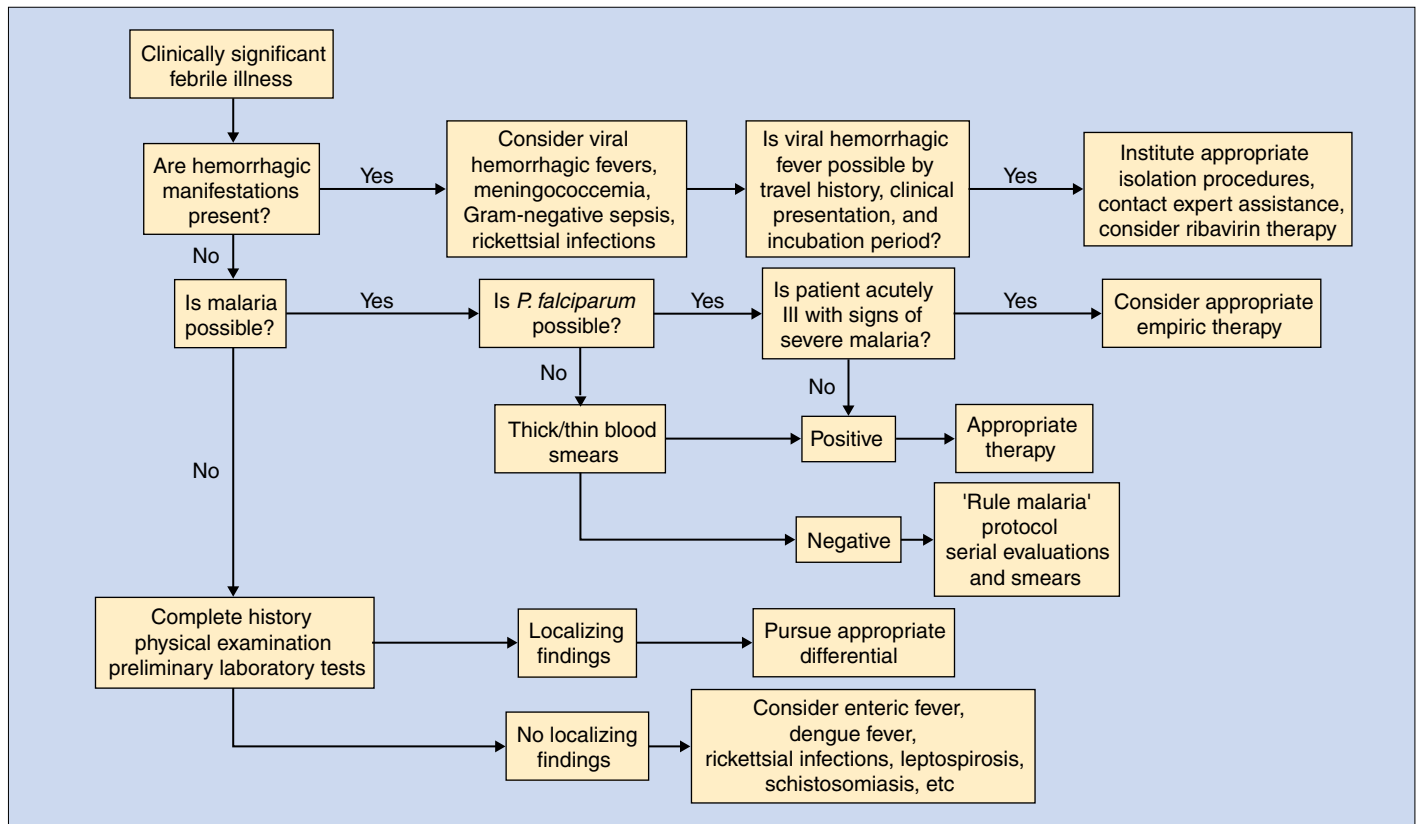 Clinically significant
febrile illness
Are hemorrhagic
manifestations
present?
Yes
Consider viral
hemorrhagic fevers,
meningococcemia,
Gram-negative sepsis,
rickettsial infections
Is viral hemorrhagic
fever possible by
travel history, clinical
presentation, and
incubation period?
Yes
Institute appropriate
isolation procedures,
contact expert assistance,
consider ribavirin therapy
No
Is malaria
possible?
Yes
Is P. falciparum
possible?
Yes
Is patient acutely
III with signs of
severe malaria?
Yes
Consider appropriate
empiric therapy
No
No
Thick/thin blood
smears
Positive
Appropriate
therapy
No
Negative
'Rule malaria'
protocol
serial evaluations
and smears
Complete history
physical examination
preliminary laboratory tests
Localizing
findings
Pursue appropriate
differential
No localizing
findings
Consider enteric fever,
dengue fever,
rickettsial infections, leptospirosis,
schistosomiasis, etc